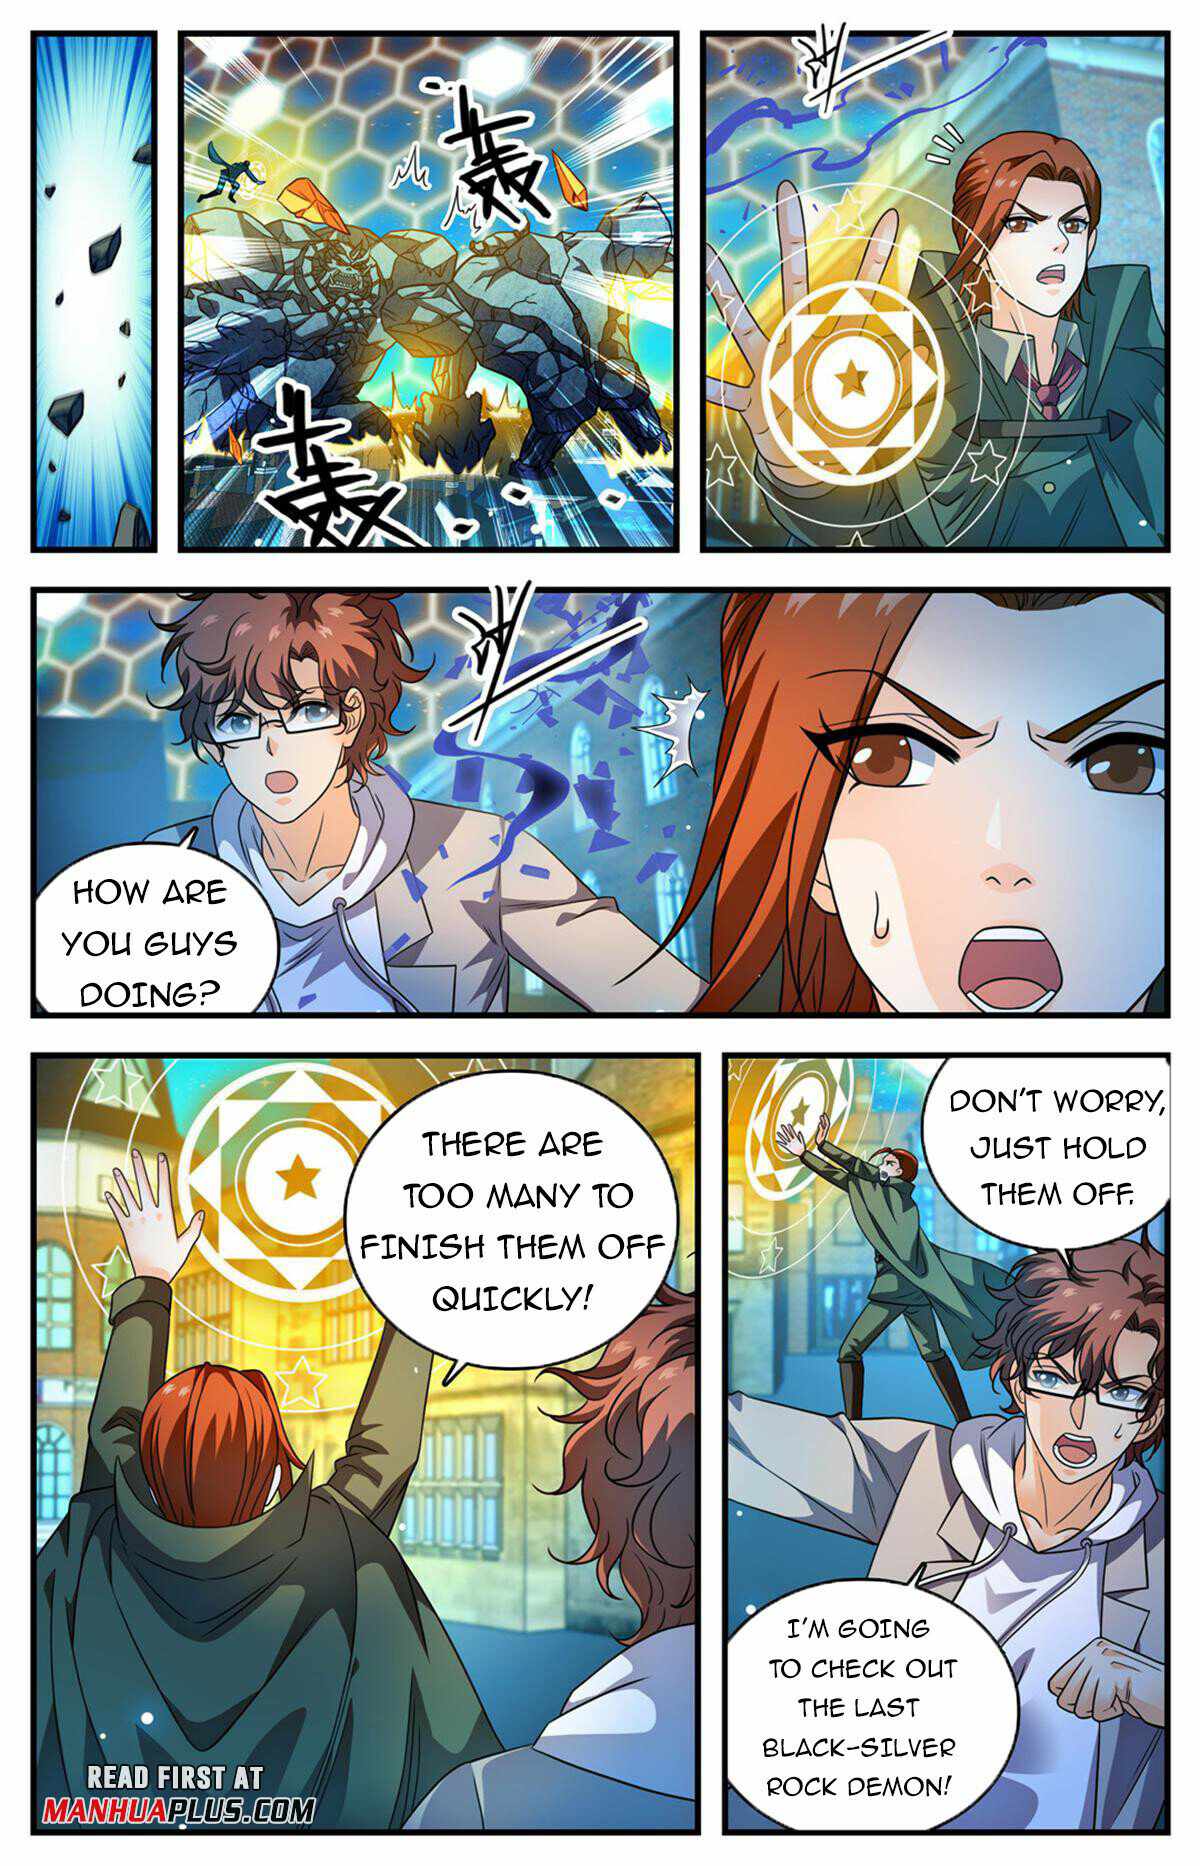 轰
轰
HOW ARE
YOU GUYS
DOING?
THERE ARE
TOO MANY TO
FINISH THEM OFF
QUICKLY!
DON'T WORRY,
JUST HOLD
THEM OFF.
I'M GOING
TO CHECK OUT
THE LAST
BLACK-SILVER
ROCK DEMON!
READ FIRST AT
MANHUAPLUS.COM